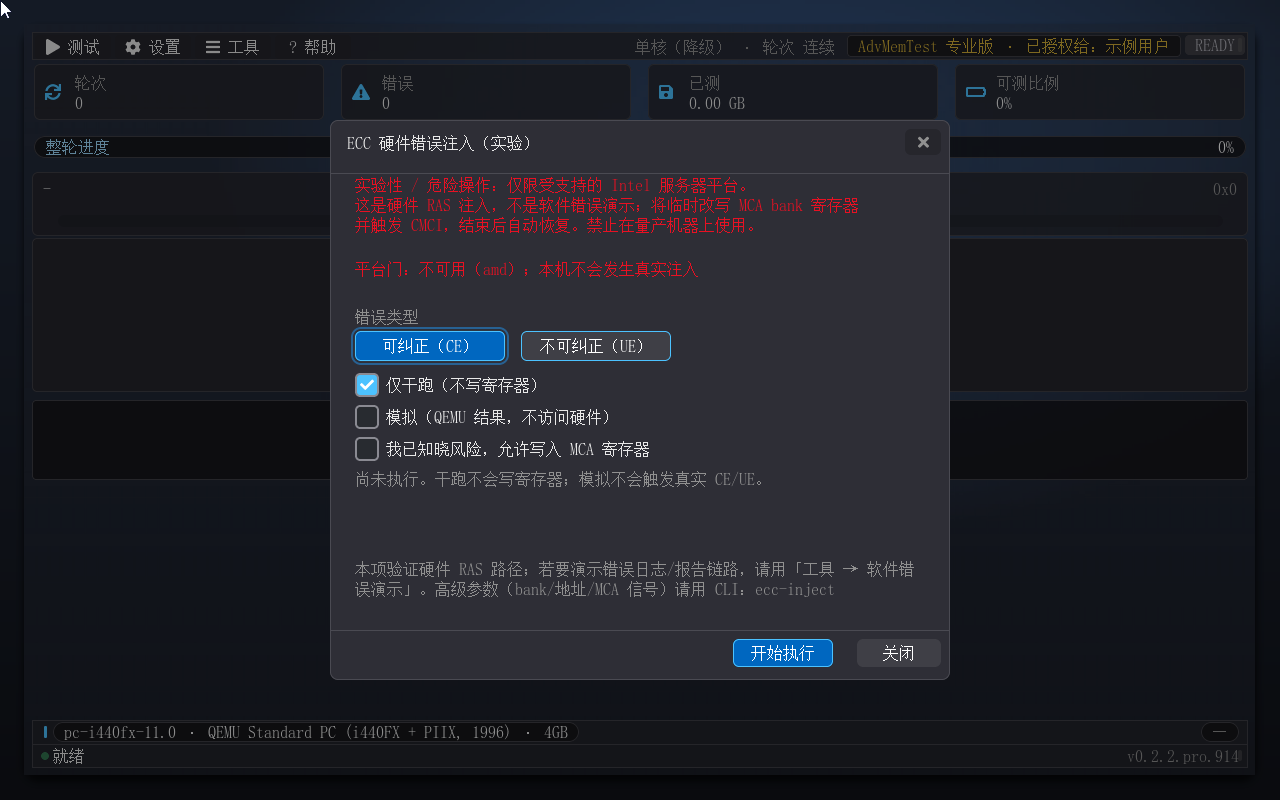 测试 设置 工具 ? 帮助 单核（降级） · 轮次 连续 AdvMemTest 专业版 · 已授权给: 示例用户 READY
轮次
0
错误
0
已测
0.00 GB
可测比例
0%
整轮进度 0%
— 0x0
ECC 硬件错误注入（实验）
实验性 / 危险操作: 仅限受支持的 Intel 服务器平台。
这是硬件 RAS 注入，不是软件错误演示; 将临时改写 MCA bank 寄存器
并触发 CMCI, 结束后自动恢复。禁止在量产机器上使用。
平台门: 不可用（amd）; 本机不会发生真实注入
错误类型
可纠正（CE） 不可纠正（UE）
仅干跑（不写寄存器）
模拟（QEMU 结果，不访问硬件）
我已知晓风险，允许写入 MCA 寄存器
尚未执行。干跑不会写寄存器; 模拟不会触发真实 CE/UE。
本项验证硬件 RAS 路径; 若要演示错误日志/报告链路，请用「工具 → 软件错
误演示」。高级参数（bank/地址/MCA 信号）请用 CLI: ecc-inject
开始执行 关闭
pc-i440fx-11.0 · QEMU Standard PC (i440FX + PIIX, 1996) · 4GB —
就绪 v0.2.2.pro.914